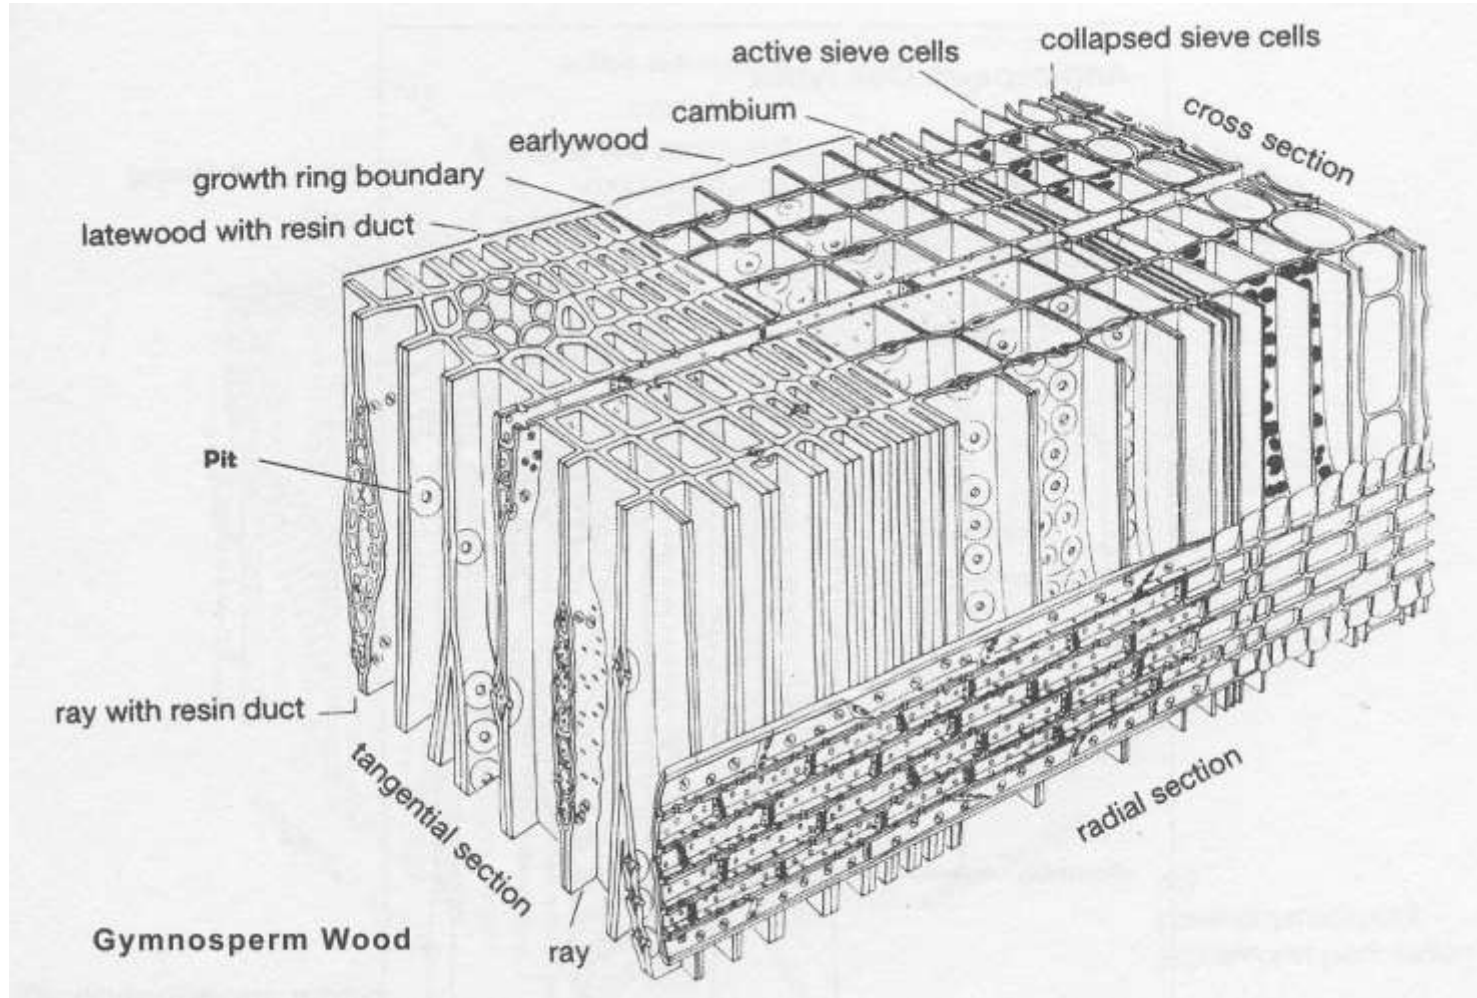 collapsed sieve cells
active sieve cells
cambium
cross section
earlywood
growth ring boundary
latewood with resin duct
Pit
ray with resin duct
tangential section
radial section
ray
Gymnosperm Wood